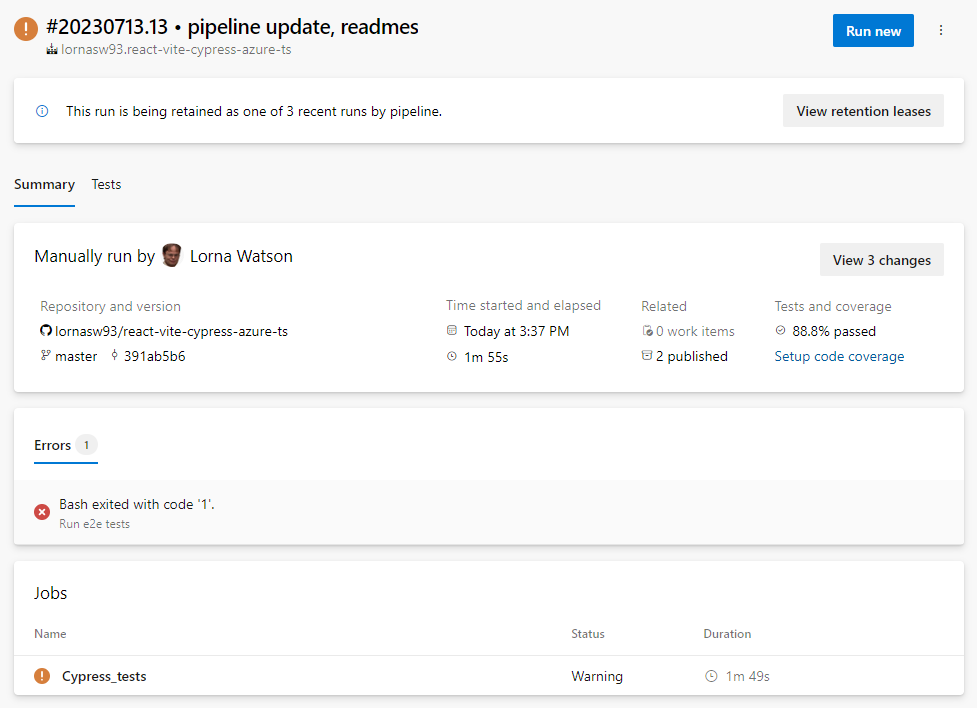 #20230713.13 • pipeline update, readmes
Run new
lornasw93.react-vite-cypress-azure-ts
This run is being retained as one of 3 recent runs by pipeline.
View retention leases
Summary
Tests
Manually run by Lorna Watson
View 3 changes
Repository and version
lornasw93/react-vite-cypress-azure-ts
master 391ab5b6
Time started and elapsed
Today at 3:37 PM
1m 55s
Related
0 work items
2 published
Tests and coverage
88.8% passed
Setup code coverage
Errors 1
Bash exited with code '1'.
Run e2e tests
Jobs
Name Status Duration
Cypress_tests Warning 1m 49s